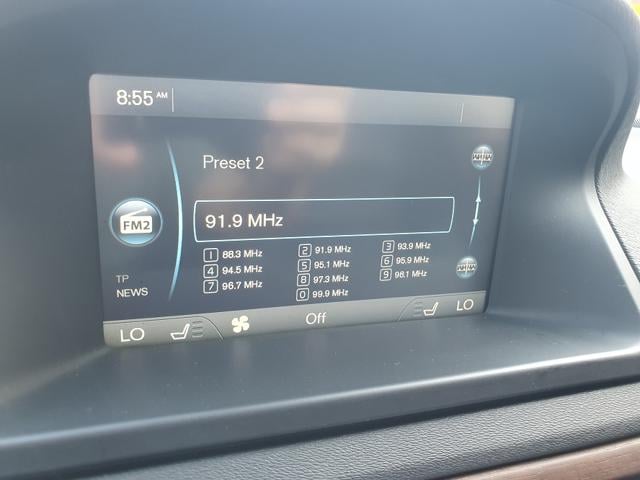 8:55 AM
Preset 2
FM2
91.9 MHz
1 88.3 MHz 2 91.9 MHz 3 93.9 MHz
4 94.5 MHz 5 95.1 MHz 6 95.9 MHz
7 96.7 MHz 8 97.3 MHz 9 98.1 MHz
0 99.9 MHz
TP
NEWS
LO Off LO